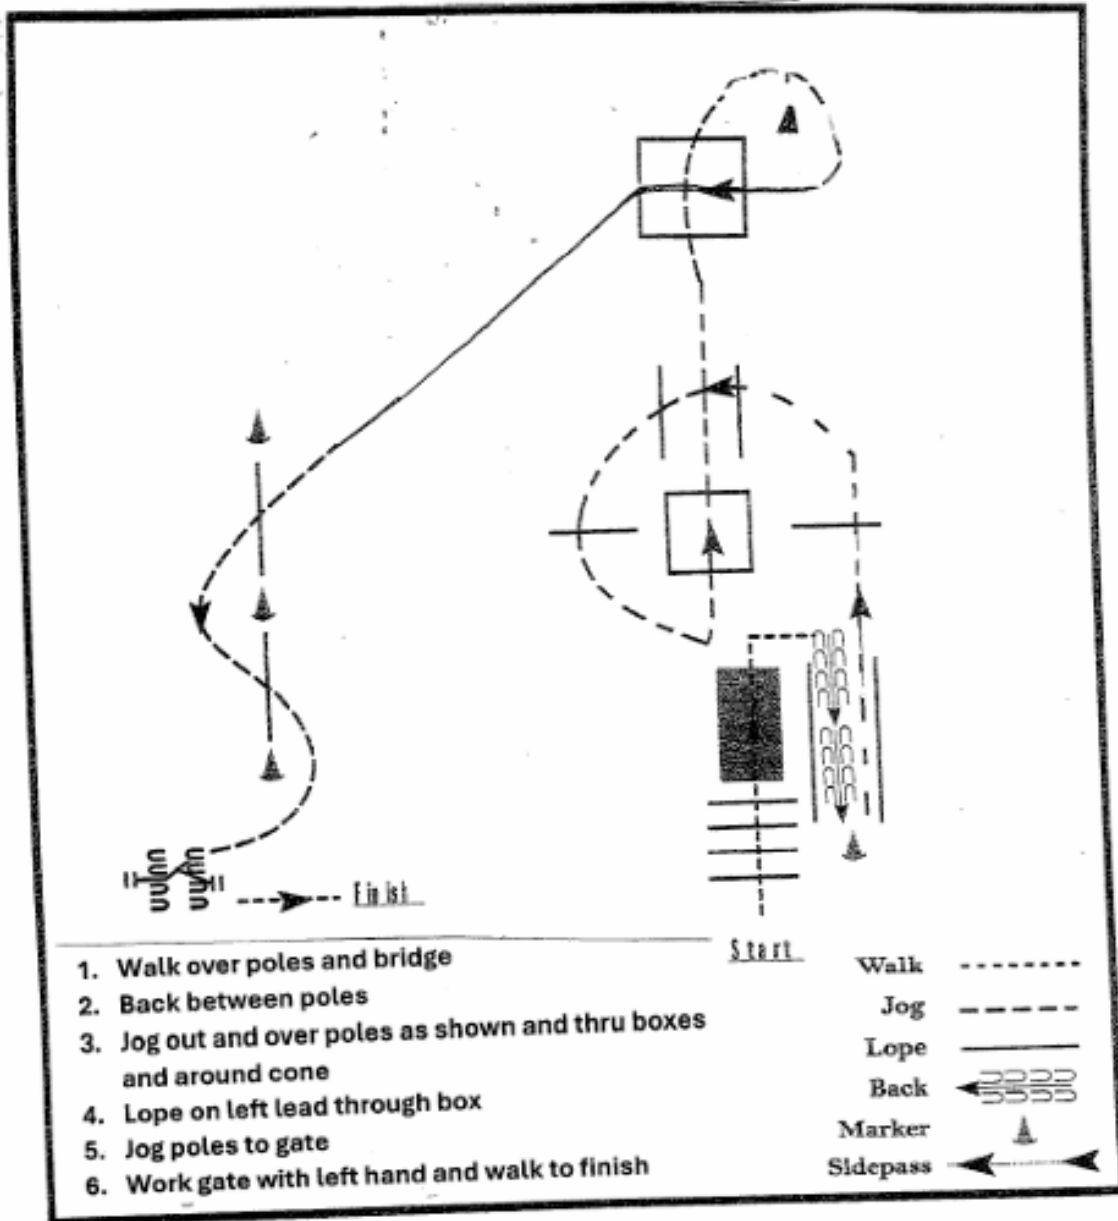 Finish
Start
1. Walk over poles and bridge
2. Back between poles
3. Jog out and over poles as shown and thru boxes
and around cone
4. Lope on left lead through box
5. Jog poles to gate
6. Work gate with left hand and walk to finish
Walk
Jog
Lope
Back
Marker
Sidepass